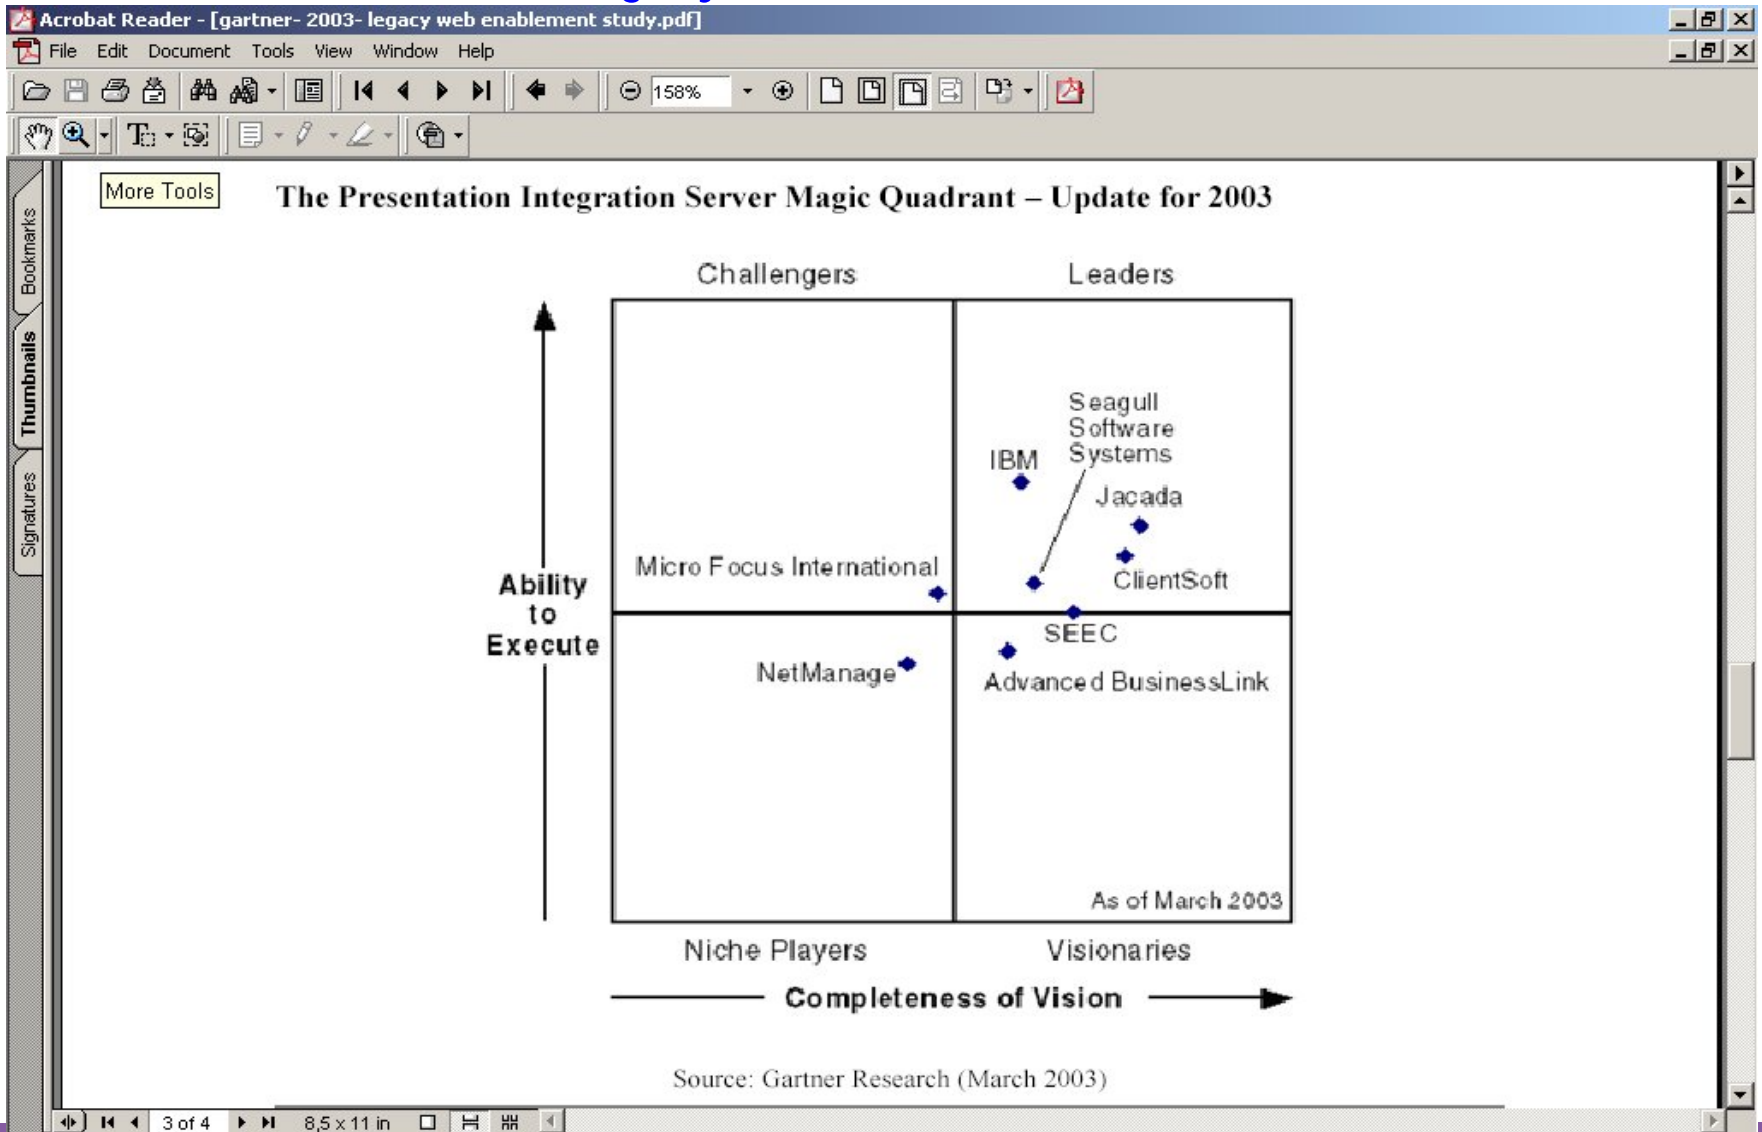 Acrobat Reader - [gartner- 2003- legacy web enablement study.pdf]
File Edit Document Tools View Window Help
158%
More Tools
Bookmarks
Thumbnails
Signatures
The Presentation Integration Server Magic Quadrant – Update for 2003
Challengers Leaders
Seagull
Software
Systems
IBM
Jacada
Micro Focus International
ClientSoft
Ability
to
Execute
SEEC
NetManage
Advanced BusinessLink
As of March 2003
Niche Players Visionaries
Completeness of Vision
Source: Gartner Research (March 2003)
3 of 4 8,5 x 11 in